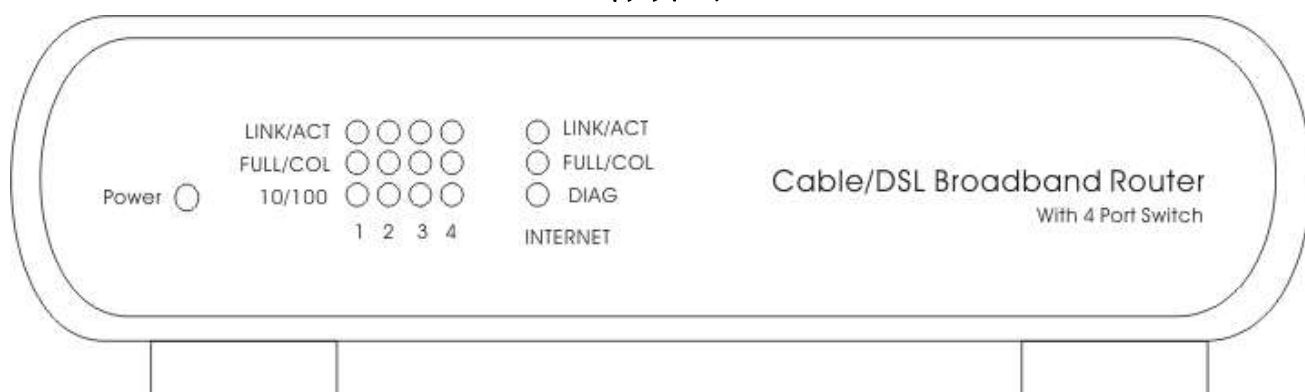 LINK/ACT
FULL/COL
Power 10/100
1 2 3 4
LINK/ACT
FULL/COL
DIAG
INTERNET
Cable/DSL Broadband Router
With 4 Port Switch